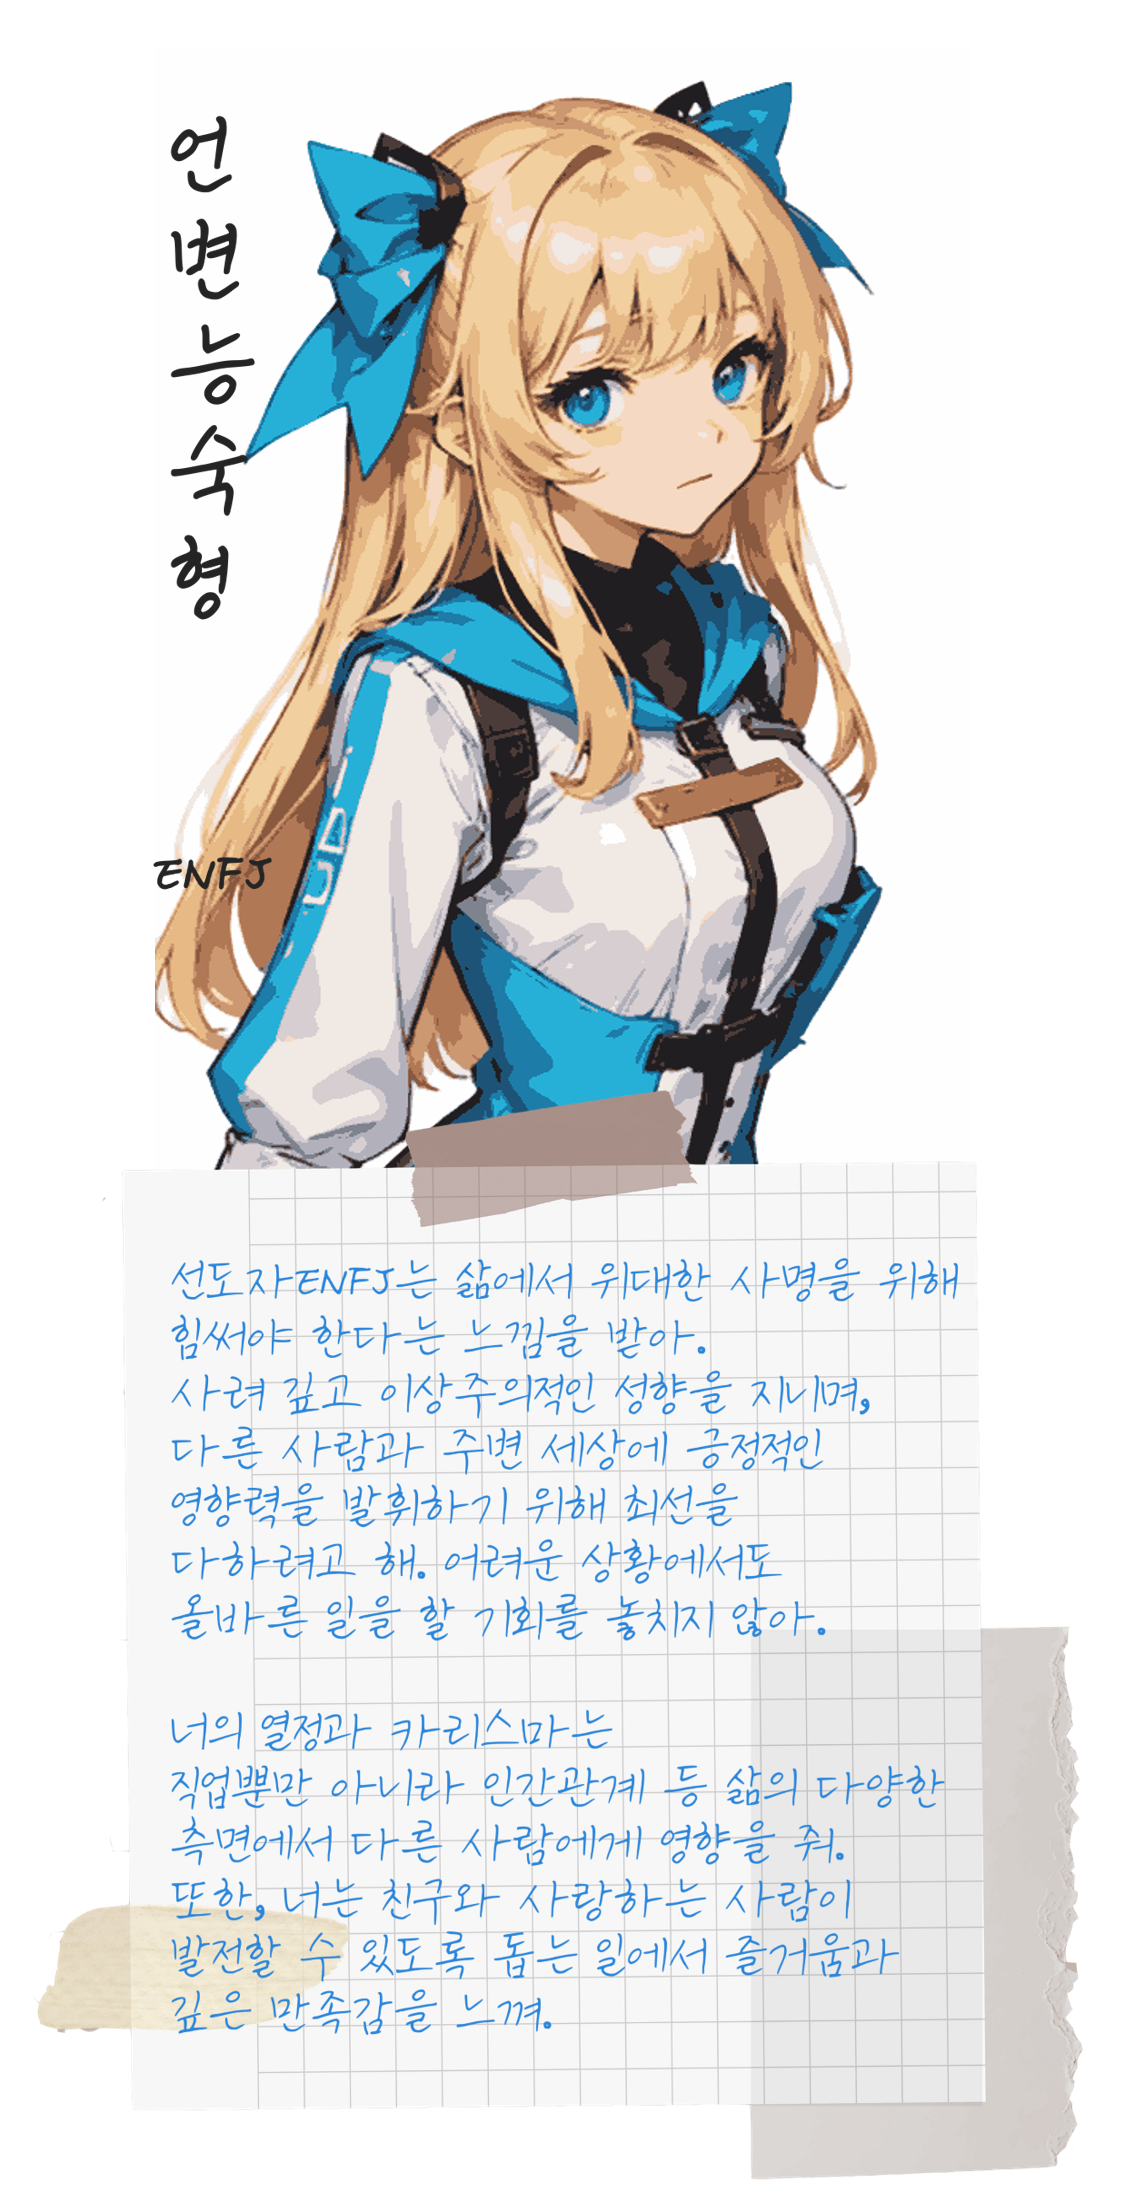 언변능숙형
ENFJ
선도자ENFJ는 삶에서 위대한 사명을 위해
힘써야 한다는 느낌을 받아.
사려 깊고 이상주의적인 성향을 지니며,
다른 사람과 주변 세상에 긍정적인
영향력을 발휘하기 위해 최선을
다하려고 해. 어려운 상황에서도
올바른 일을 할 기회를 놓치지 않아.
너의 열정과 카리스마는
직업뿐만 아니라 인간관계 등 삶의 다양한
측면에서 다른 사람에게 영향을 줘.
또한, 너는 친구와 사랑하는 사람이
발전할 수 있도록 돕는 일에서 즐거움과
깊은 만족감을 느껴.